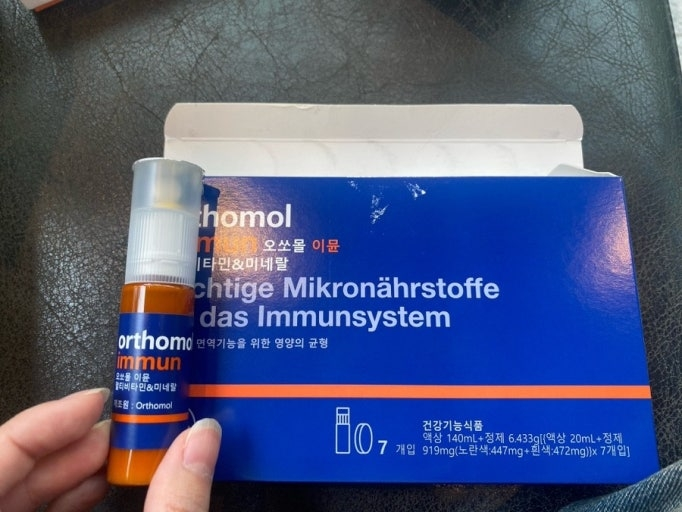 orthomol
immun
오쏘몰 이뮨
멀티비타민&미네랄
제조원 : Orthomol
thomol
mun 오쏘몰 이뮨
비타민&미네랄
chtige Mikronährstoffe
das Immunsystem
면역기능을 위한 영양의 균형
7 개입
건강기능식품
액상 140mL+정제 6.433g[{액상 20mL+정제
919mg(노란색:447mg+흰색:472mg)}x 7개입]